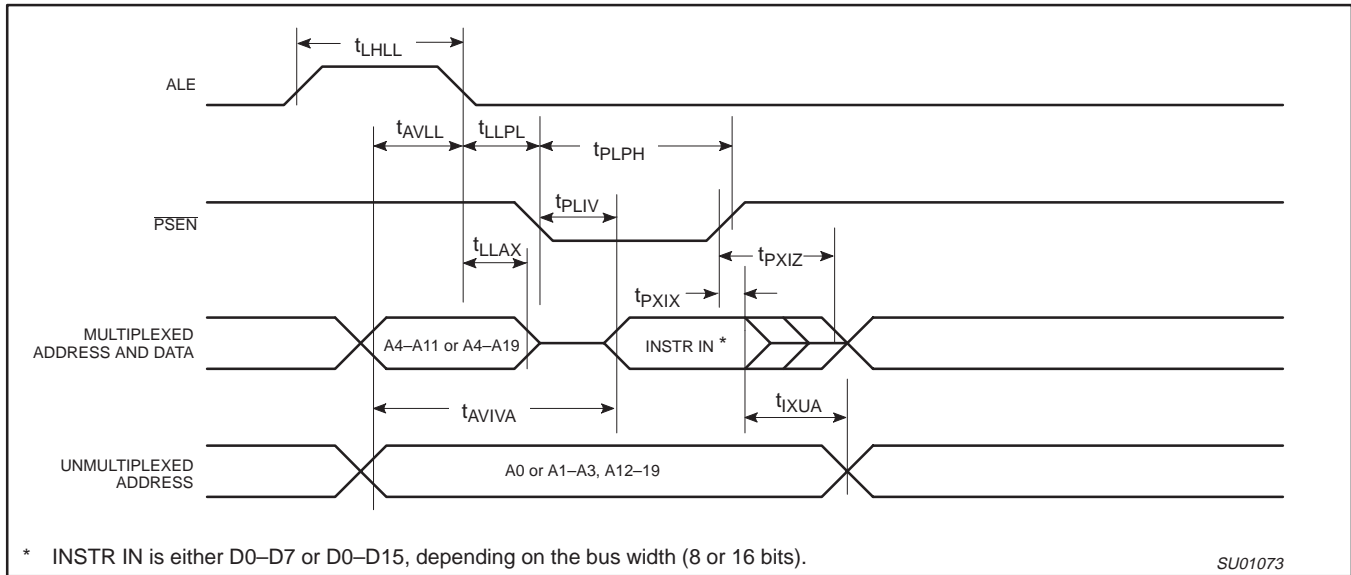 tLHLL
ALE
tAVLL
tLLPL
tPLPH
tPLIV
PSEN
tLLAX
tPXIZ
tPXIX
MULTIPLEXED
ADDRESS AND DATA
A4–A11 or A4–A19
INSTR IN *
tAVIVA
tIXUA
UNMULTIPLEXED
ADDRESS
A0 or A1–A3, A12–19
* INSTR IN is either D0–D7 or D0–D15, depending on the bus width (8 or 16 bits).
SU01073